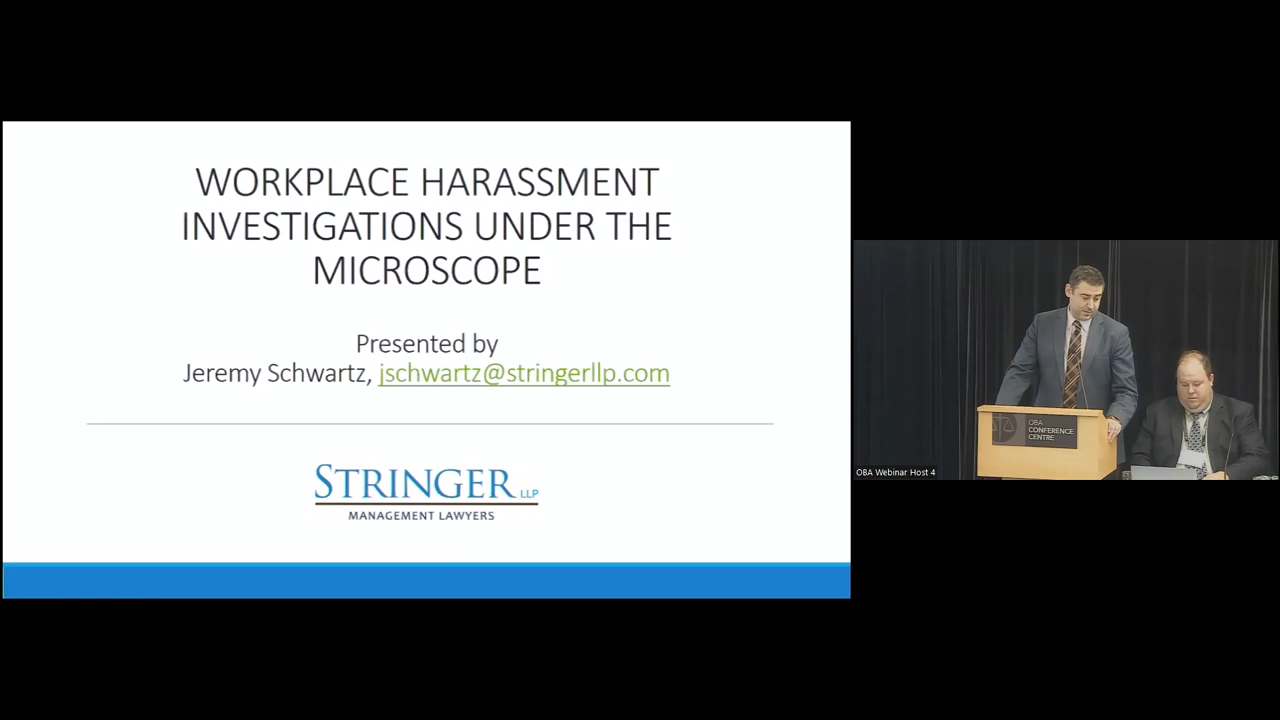 WORKPLACE HARASSMENT
INVESTIGATIONS UNDER THE
MICROSCOPE
Presented by
Jeremy Schwartz, jschwartz@stringerllp.com
STRINGER LLP
MANAGEMENT LAWYERS
OBA
CONFERENCE
CENTRE
OBA Webinar Host 4